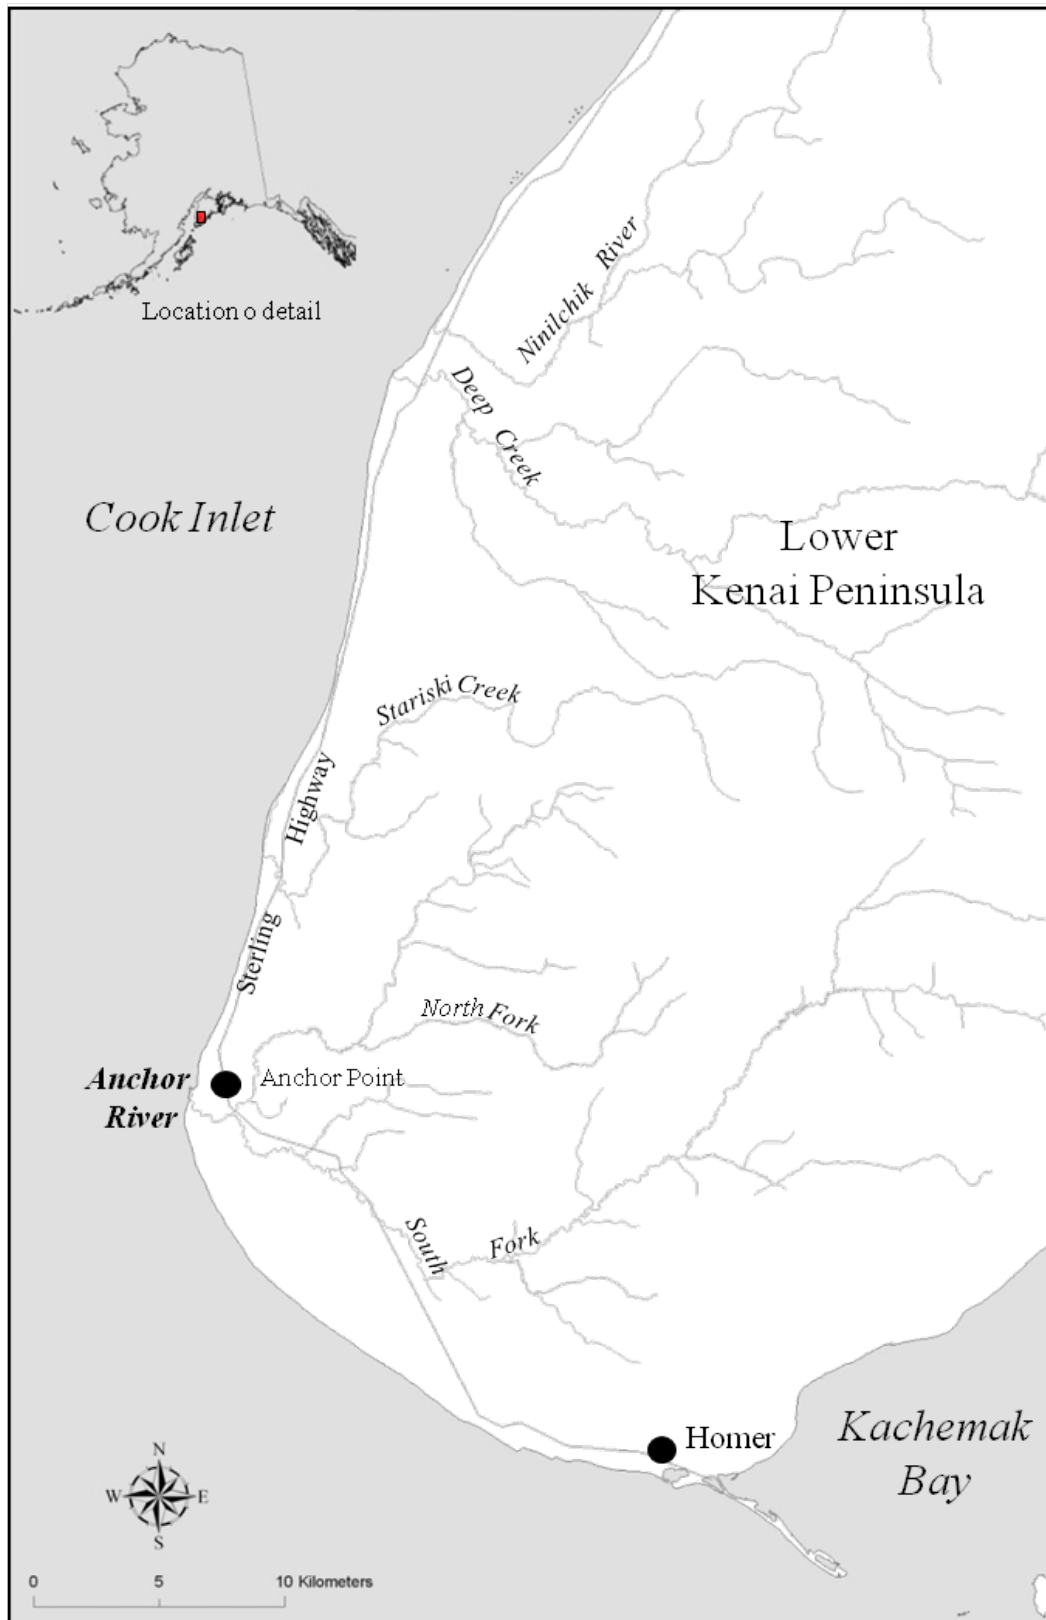 Location o detail
Ninilchik River
Deep Creek
Cook Inlet
Lower
Kenai Peninsula
Stariski Creek
Sterling Highway
North Fork
Anchor
River
Anchor Point
South Fork
Homer
Kachemak
Bay
N
W E
S
0 5 10 Kilometers